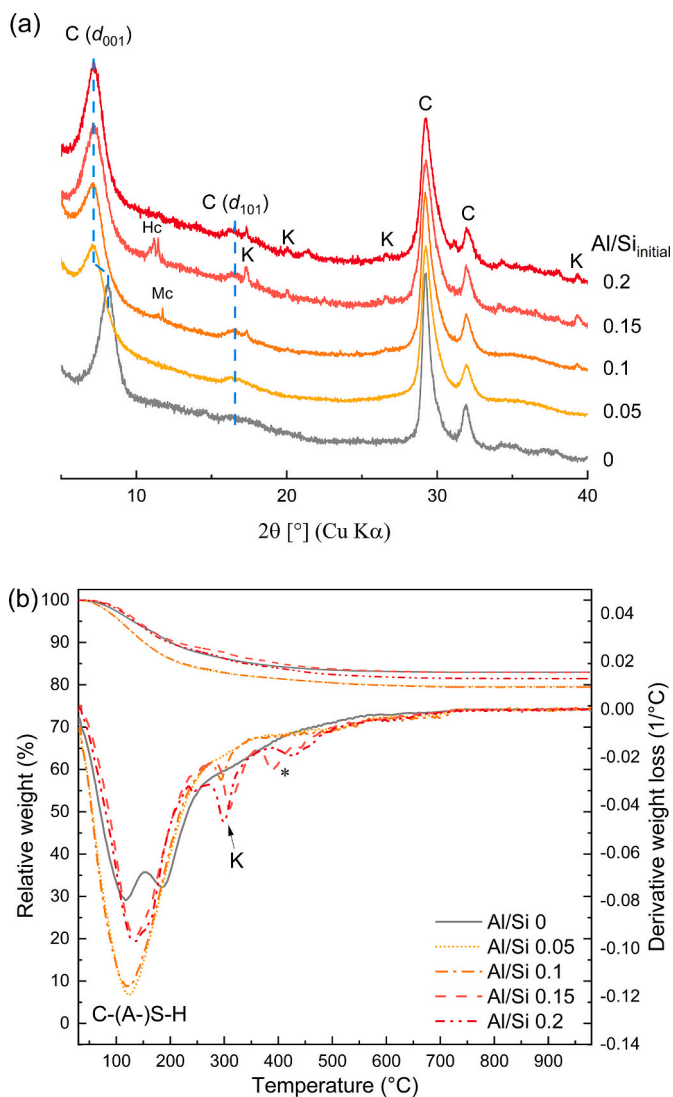 (a)
C (d001)
C
C (d101)
Hc
K
K
K
C
Al/Siinitial
K
0.2
0.15
Mc
0.1
0.05
0
10
20
30
40
2θ [°] (Cu Kα)
(b)
100
90
80
70
60
50
40
30
20
10
0
Relative weight (%)
0.04
0.02
0.00
-0.02
-0.04
-0.06
-0.08
-0.10
-0.12
-0.14
Derivative weight loss (1/°C)
*
K
Al/Si 0
Al/Si 0.05
Al/Si 0.1
Al/Si 0.15
Al/Si 0.2
C-(A-)S-H
100
200
300
400
500
600
700
800
900
Temperature (°C)